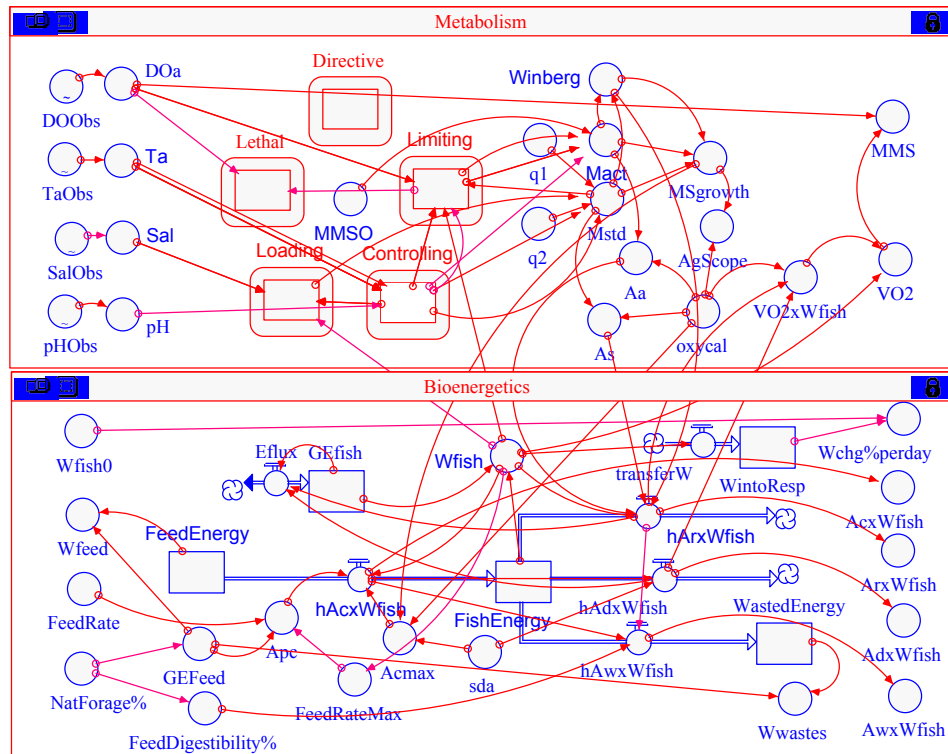 Metabolism
DOObs
DOa
Directive
Winberg
MMS
TaObs
Ta
Lethal
Limiting
q1
Mact
MSgrowth
MMSO
SalObs
Sal
Loading
Controlling
q2
Mstd
AgScope
Aa
VO2xWfish
VO2
pHObs
pH
As
oxycal
Bioenergetics
Wfish0
Eflux
GEfish
Wfish
transferW
WintoResp
Wchg%perday
Wfeed
FeedEnergy
hArxWfish
AcxWfish
ArxWfish
FeedRate
hAcxWfish
FishEnergy
hAdxWfish
WastedEnergy
AdxWfish
NatForage%
GEFeed
Apc
Acmax
sda
hAwxWfish
FeedRateMax
FeedDigestibility%
Wwastes
AwxWfish
~
~
~
~